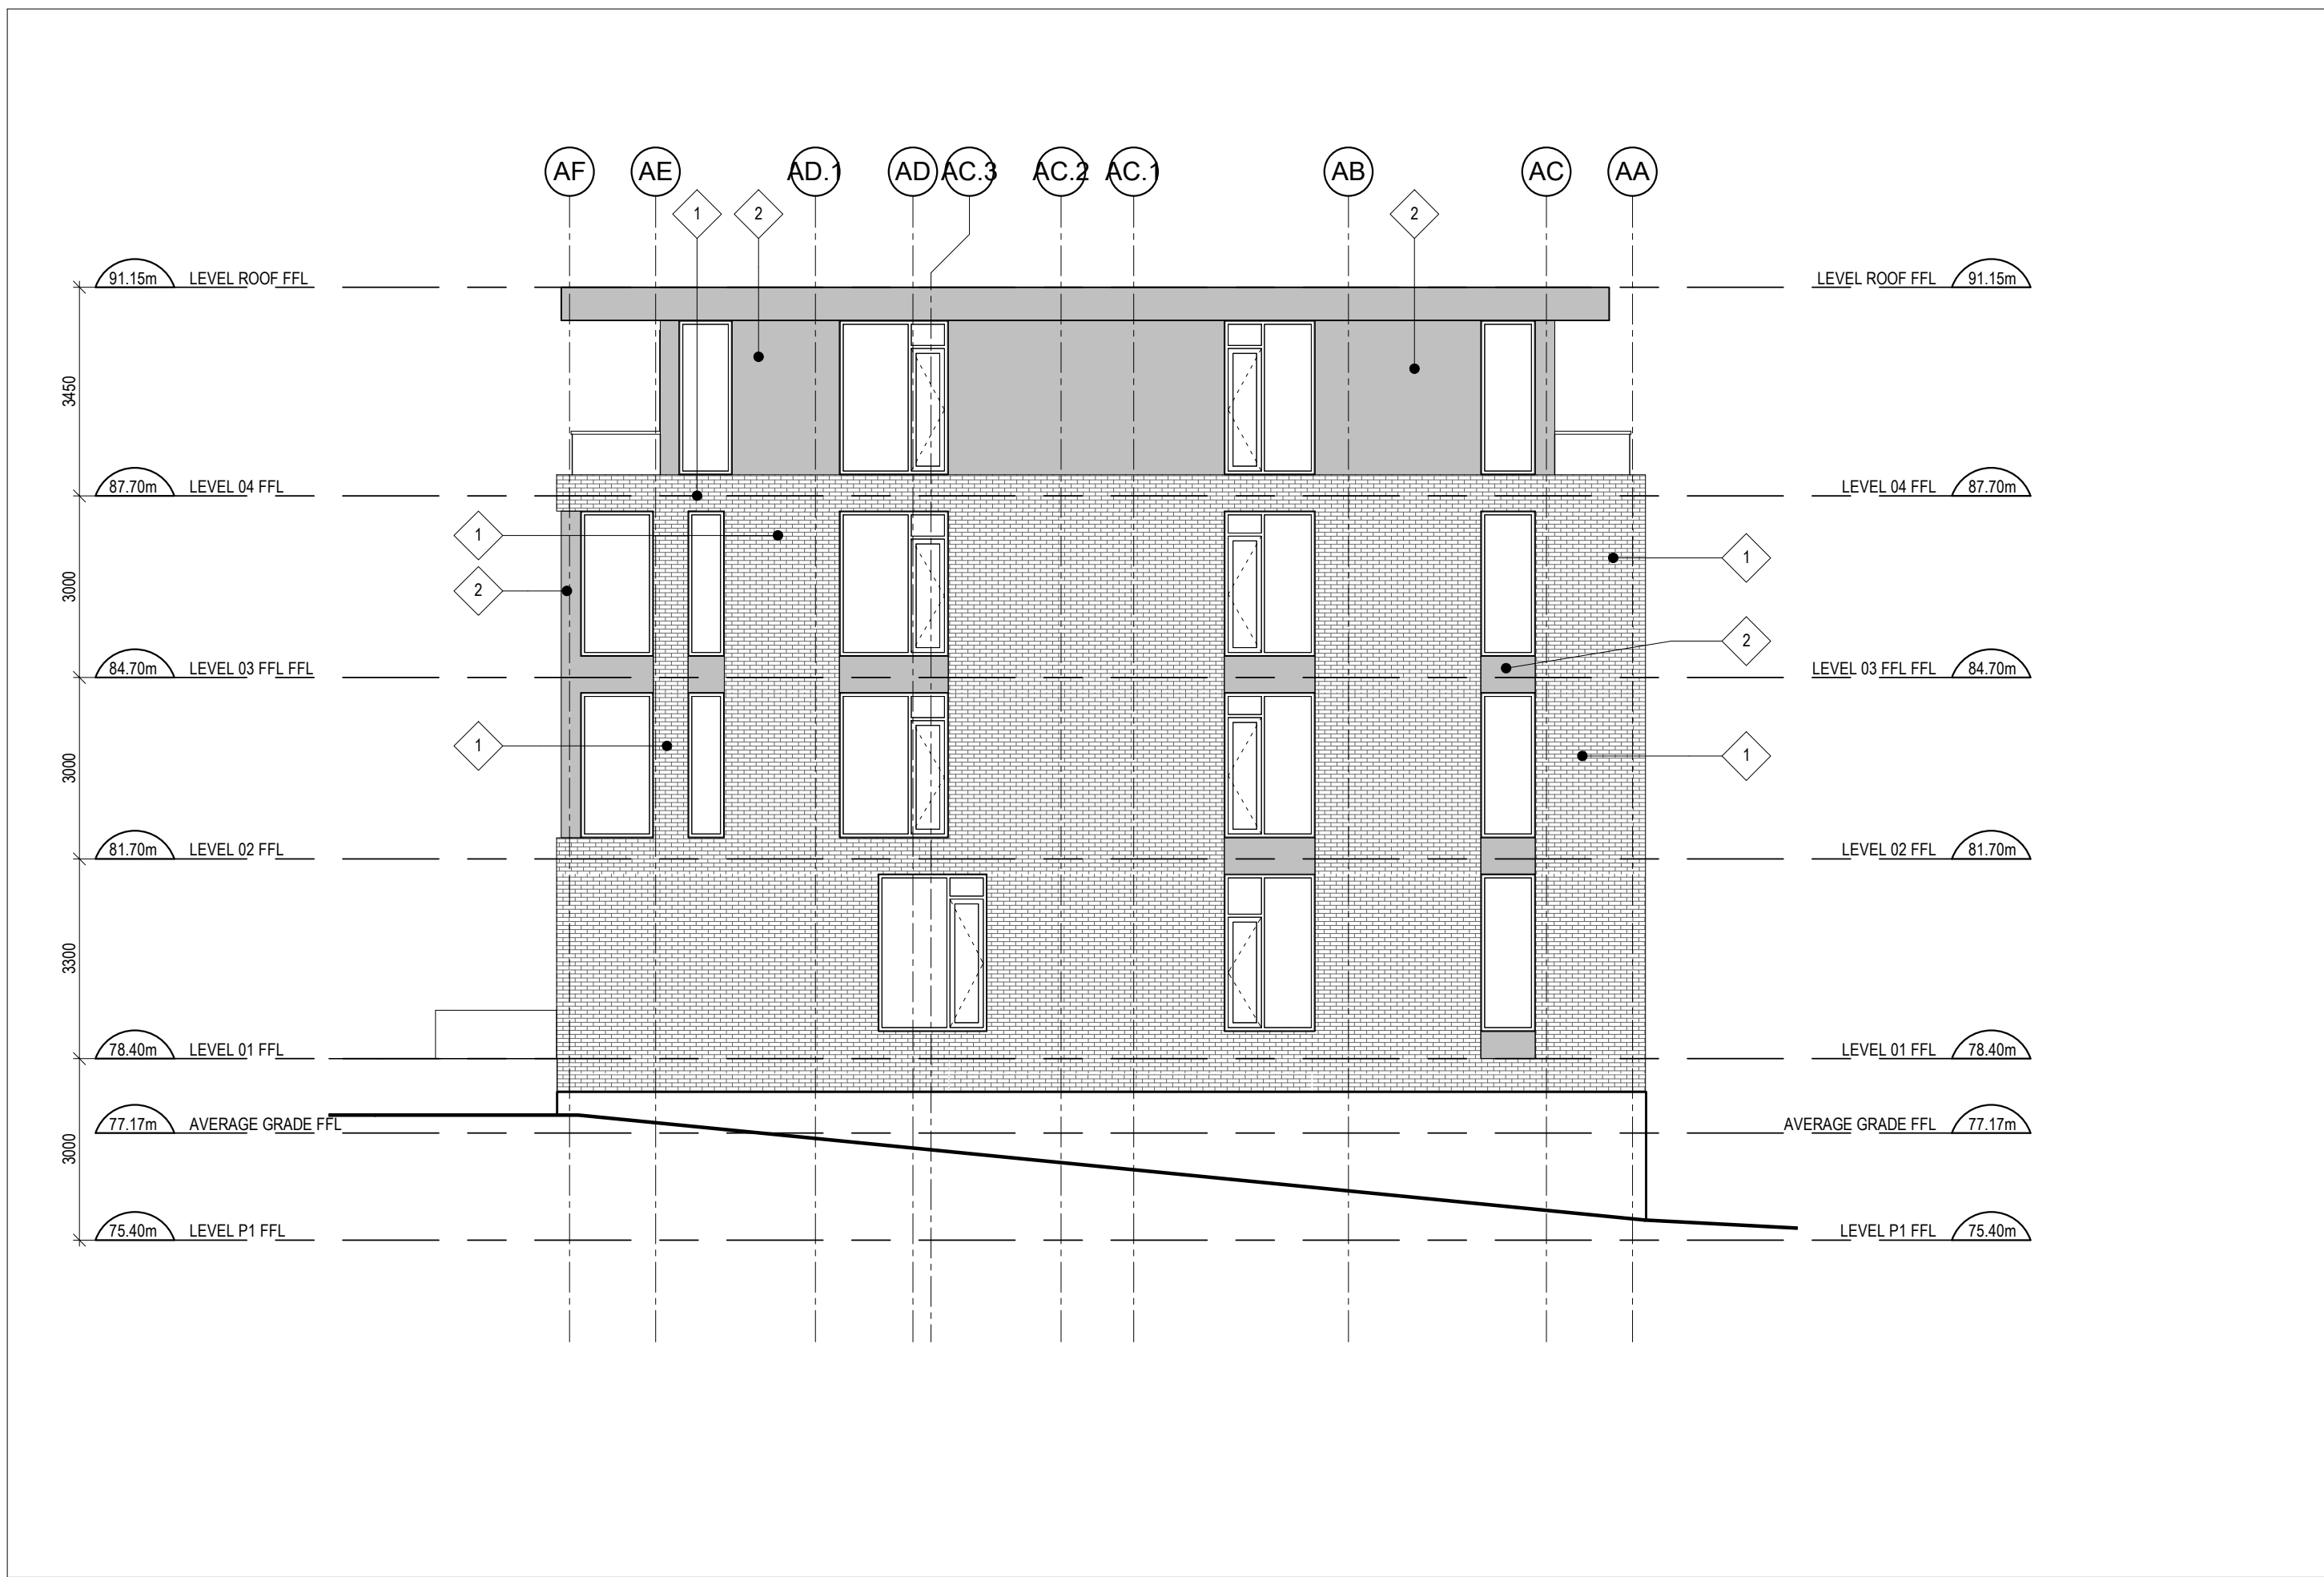 AF AE AD.1 AD AC.3 AC.2 AC.1 AB AC AA
1 2 2
91.15m LEVEL ROOF FFL LEVEL ROOF FFL 91.15m
3450
87.70m LEVEL 04 FFL LEVEL 04 FFL 87.70m
1 1
3000 2
2
84.70m LEVEL 03 FFL FFL LEVEL 03 FFL FFL 84.70m
1 1
3000
81.70m LEVEL 02 FFL LEVEL 02 FFL 81.70m
3300
78.40m LEVEL 01 FFL LEVEL 01 FFL 78.40m
77.17m AVERAGE GRADE FFL AVERAGE GRADE FFL 77.17m
3000
75.40m LEVEL P1 FFL LEVEL P1 FFL 75.40m